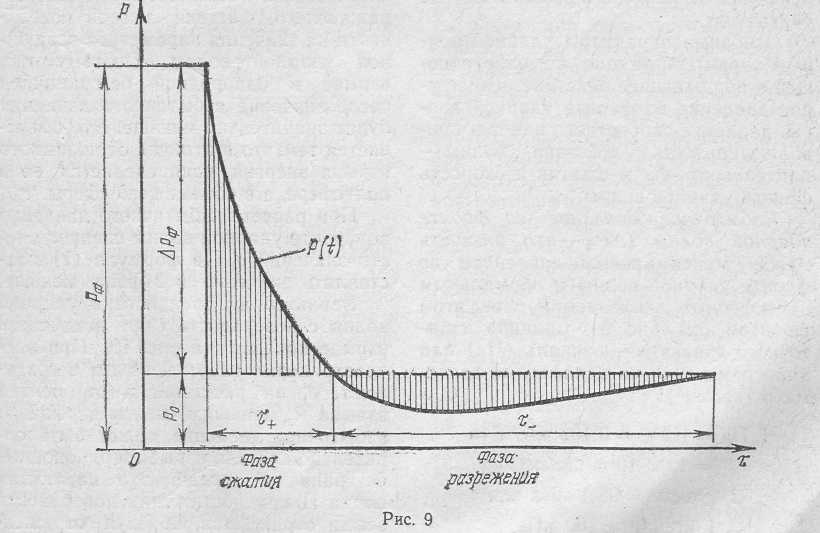 P
Pф
ΔPф
P(t)
P₀
τ₊
τ₋
0
Фаза
сжатия
Фаза
разрежения
τ
Рис. 9